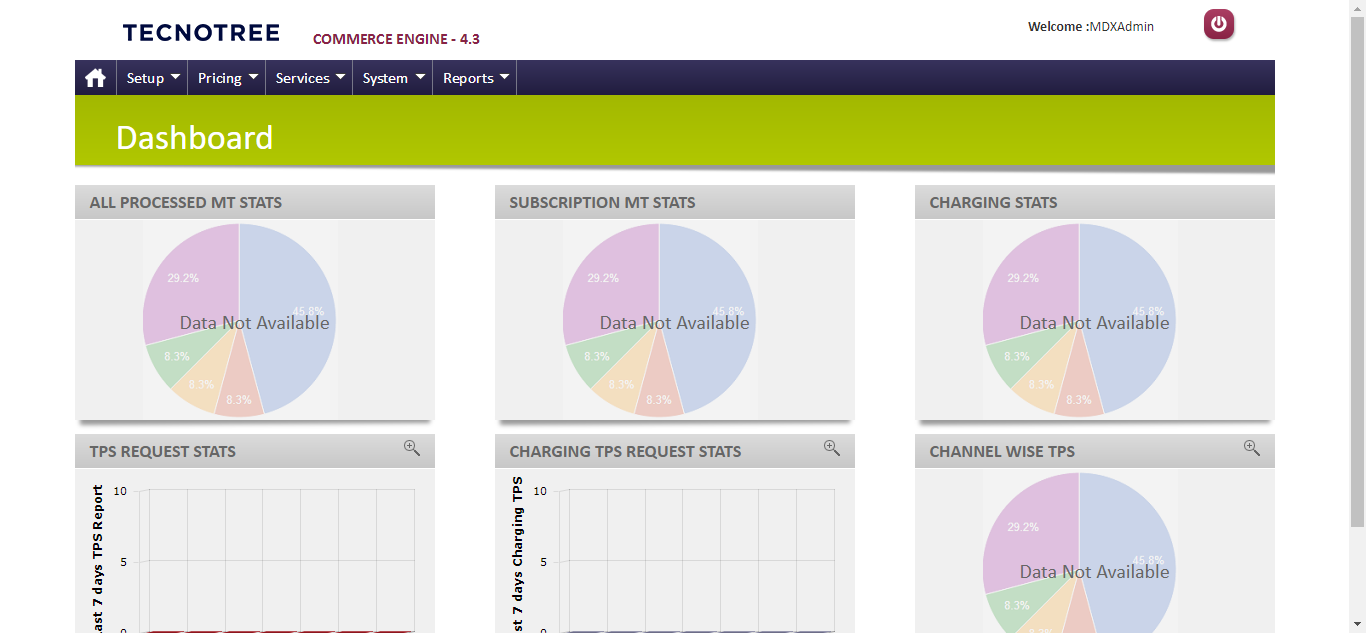 TECNOTREE
COMMERCE ENGINE - 4.3
Welcome :MDXAdmin
Setup
Pricing
Services
System
Reports
Dashboard
ALL PROCESSED MT STATS
29.2%
45.8%
Data Not Available
8.3%
8.3%
8.3%
SUBSCRIPTION MT STATS
29.2%
45.8%
Data Not Available
8.3%
8.3%
8.3%
CHARGING STATS
29.2%
45.8%
Data Not Available
8.3%
8.3%
8.3%
TPS REQUEST STATS
ast 7 days TPS Report
10
5
0
CHARGING TPS REQUEST STATS
st 7 days Charging TPS
10
5
0
CHANNEL WISE TPS
29.2%
45.8%
Data Not Available
8.3%
8.3%